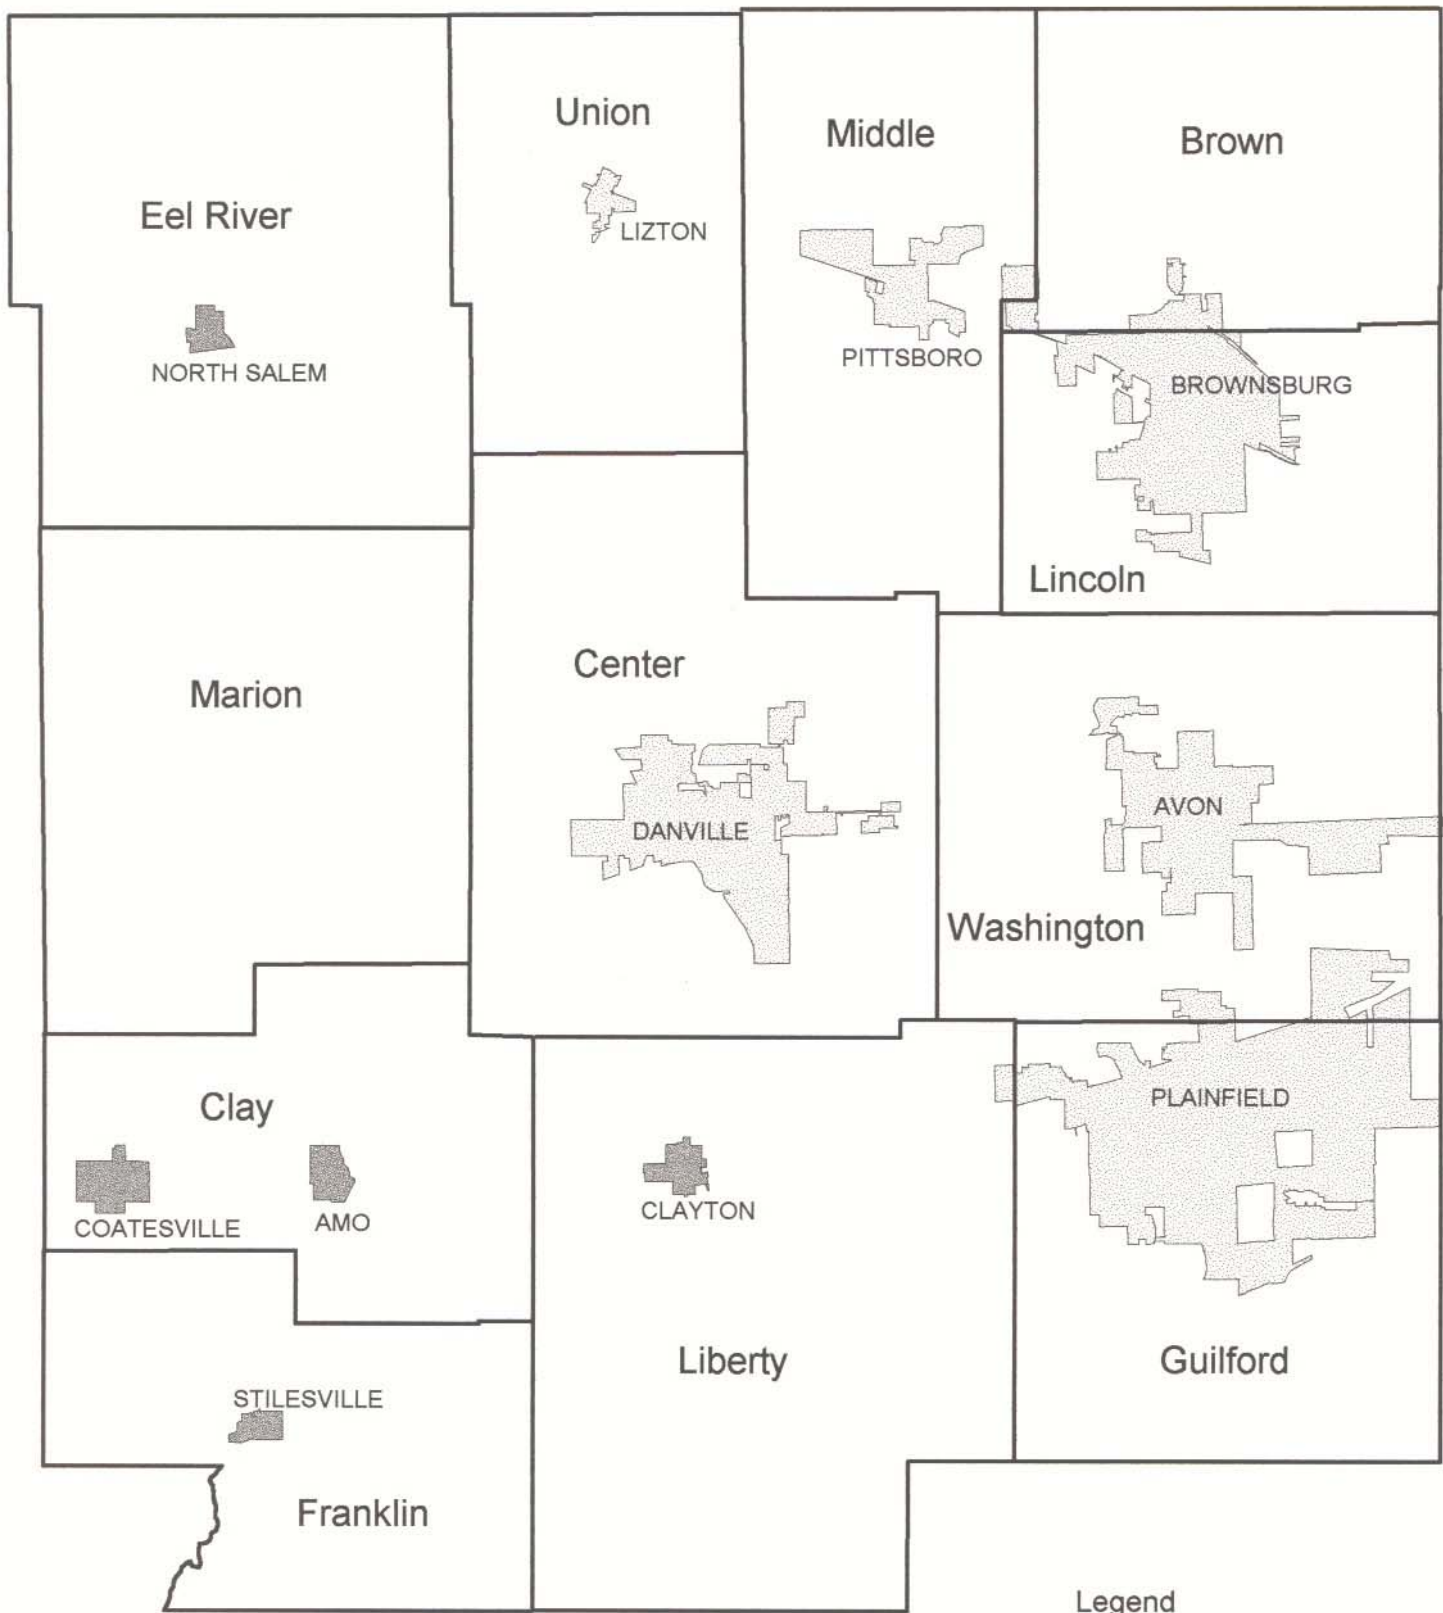 Union
Middle
Brown
Eel River
LIZTON
NORTH SALEM
PITTSBORO
BROWNSBURG
Lincoln
Center
Marion
AVON
DANVILLE
Washington
Clay
PLAINFIELD
COATESVILLE
AMO
CLAYTON
Liberty
Guilford
STILESVILLE
Franklin
Legend